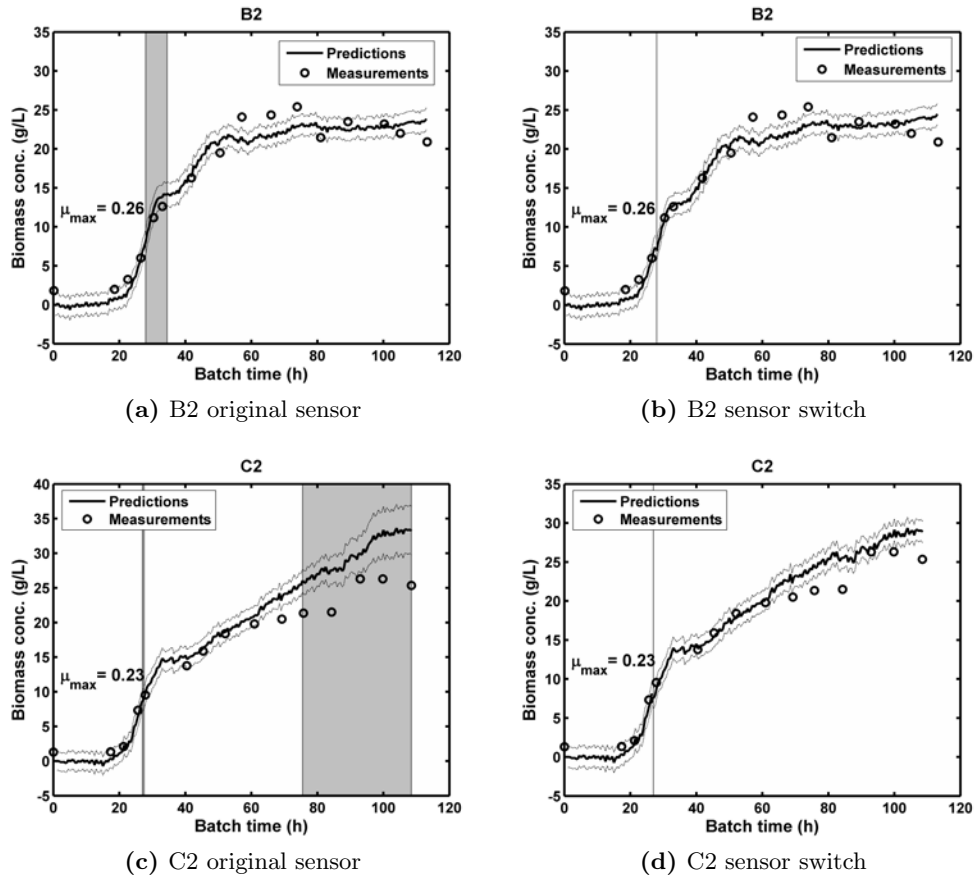 B2
Biomass conc. (g/L)
35
30
25
20
15
10
5
0
-5
Predictions
Measurements
μmax = 0.26
0 20 40 60 80 100 120
Batch time (h)
(a) B2 original sensor
B2
Biomass conc. (g/L)
35
30
25
20
15
10
5
0
-5
Predictions
Measurements
μmax = 0.26
0 20 40 60 80 100 120
Batch time (h)
(b) B2 sensor switch
C2
Biomass conc. (g/L)
40
35
30
25
20
15
10
5
0
-5
Predictions
Measurements
μmax = 0.23
0 20 40 60 80 100 120
Batch time (h)
(c) C2 original sensor
C2
Biomass conc. (g/L)
35
30
25
20
15
10
5
0
-5
Predictions
Measurements
μmax = 0.23
0 20 40 60 80 100 120
Batch time (h)
(d) C2 sensor switch